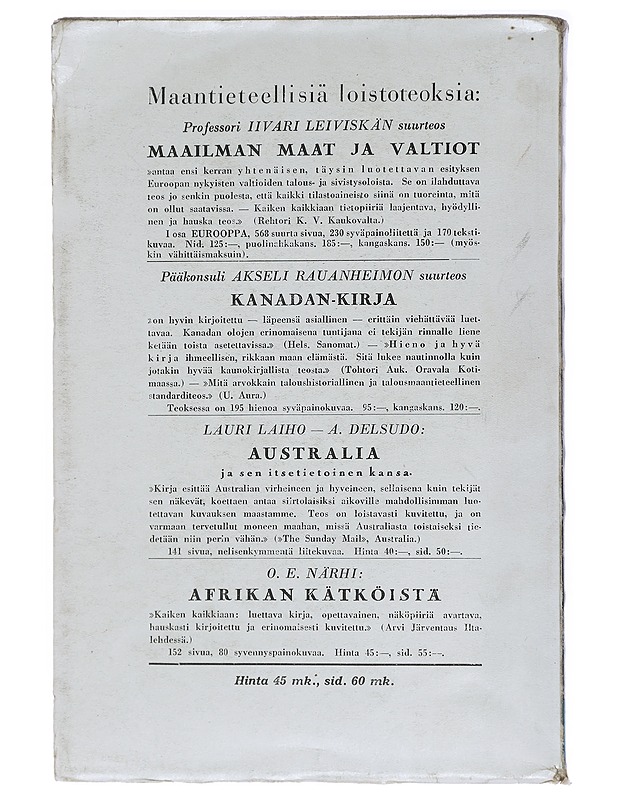 Maantieteellisiä loistoteoksia:
Professori IIVARI LEIVISKÄN suurteos
MAAILMAN MAAT JA VALTIOT
»antaa ensi kerran yhtenäisen, täysin luotettavan esityksen
Euroopan nykyisten valtioiden talous- ja sivistysoloista. Se on ilahduttava
teos jo senkin puolesta, että kaikki tilastoaineisto siinä on tuoreinta, mitä
on ollut saatavissa. — Kaiken kaikkiaan tietopiiriä laajentava, hyödylli-
nen ja hauska teos.» (Rehtori K. V. Kaukovalta.)
I osa EUROOPPA, 568 suurta sivua, 230 syväpainoliitettä ja 170 teksti-
kuvaa. Nid. 125:—, puolinahkakans. 185:—, kangaskans. 150:— (myös-
kin vähittäismaksuin).
Pääkonsuli AKSELI RAUANHEIMON suurteos
KANADAN-KIRJA
»on hyvin kirjoitettu — läpeensä asiallinen — erittäin viehättävää luet-
tavaa. Kanadan olojen erinomaisena tuntijana ei tekijän rinnalle liene
ketään toista asetettavissa.» (Hels. Sanomat.) — »Hieno ja hyvä
kirja ihmeellisen, rikkaan maan elämästä. Sitä lukee nautinnolla kuin
jotakin hyvää kaunokirjallista teosta.» (Tohtori Auk. Oravala Koti-
maassa.) — »Mitä arvokkain taloushistoriallinen ja talousmaantieteellinen
standarditeos.» (U. Aura.)
Teoksessa on 195 hienoa syväpainokuvaa. 95:—, kangaskans. 120:—.
LAURI LAIHO — A. DELSUDO:
AUSTRALIA
ja sen itsetietoinen kansa.
»Kirja esittää Australian virheineen ja hyveineen, sellaisena kuin tekijät
sen näkevät, koettaen antaa siirtolaisiksi aikoville mahdollisimman luo-
tettavan kuvauksen maastamme. Teos on loistavasti kuvitettu, ja on
varmaan tervetullut moneen maahan, missä Australiasta toistaiseksi tie-
detään niin perin vähän.» (»The Sunday Mail», Australia.)
141 sivua, nelisenkymmentä liitekuvaa. Hinta 40:—, sid. 50:—.
O. E. NÄRHI:
AFRIKAN KÄTKÖISTÄ
»Kaiken kaikkiaan: luettava kirja, opettavainen, näköpiiriä avartava,
hauskasti kirjoitettu ja erinomaisesti kuvitettu.» (Arvi Järventaus Ilta-
lehdessä.)
152 sivua, 80 syvennyspainokuvaa. Hinta 45:—, sid. 55:—.
Hinta 45 mk., sid. 60 mk.